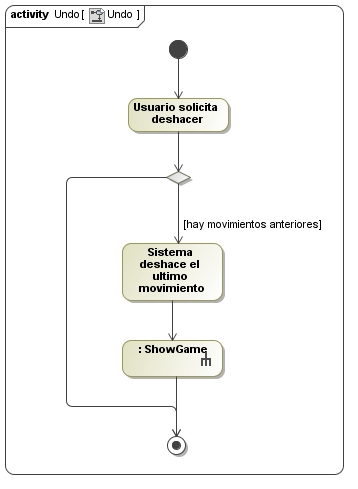 activity Undo [ Undo ]
Usuario solicita
deshacer
[hay movimientos anteriores]
Sistema
deshace el
ultimo
movimiento
: ShowGame